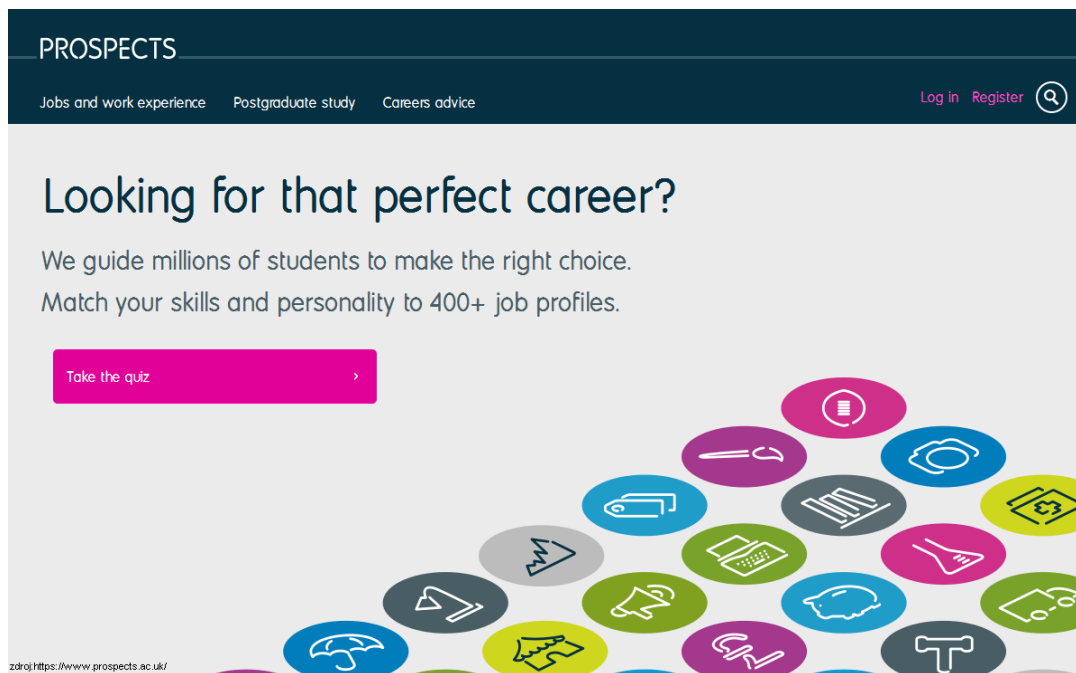 PROSPECTS
Jobs and work experience Postgraduate study Careers advice Log in Register
Looking for that perfect career?
We guide millions of students to make the right choice.
Match your skills and personality to 400+ job profiles.
Take the quiz ›
zdroj:https://www.prospects.ac.uk/